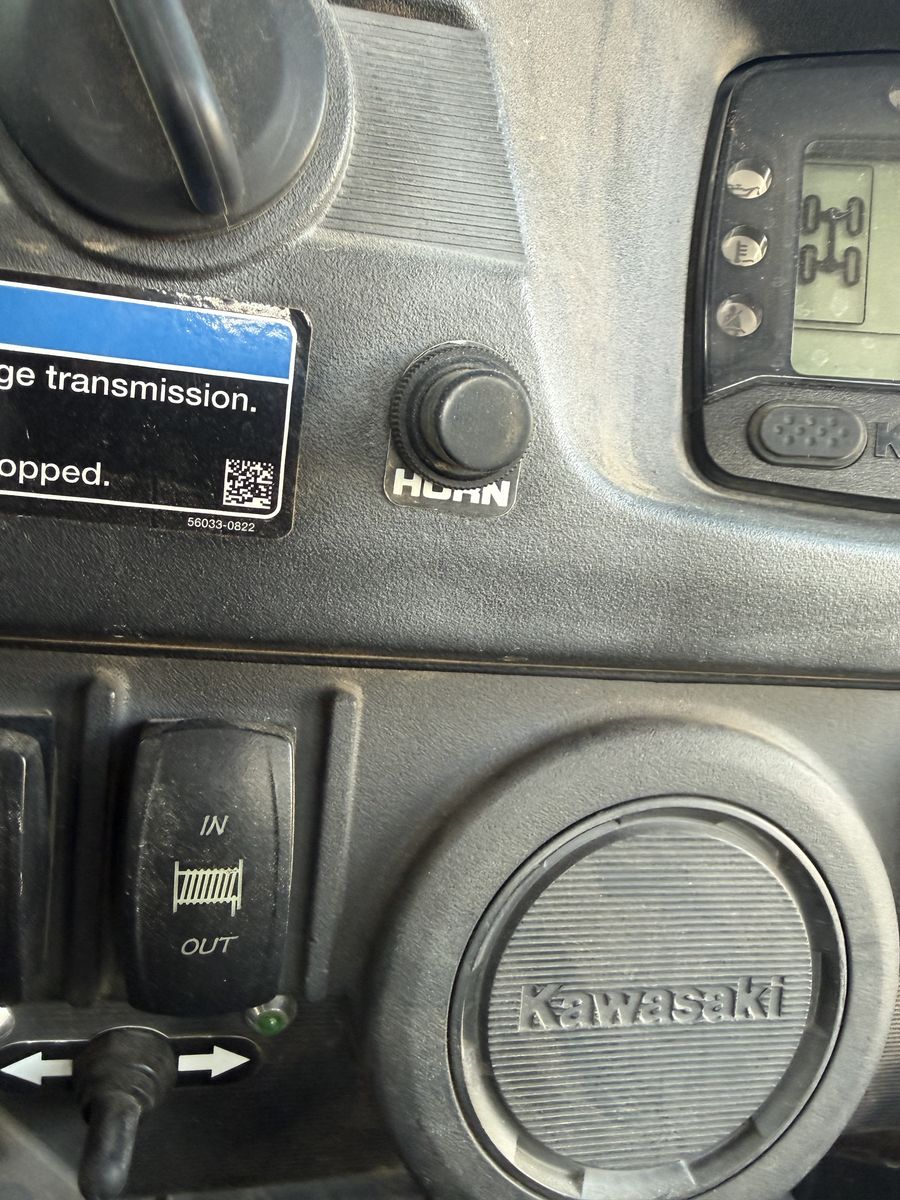 ge transmission.
opped.
56033-0822
HORN
K
IN
OUT
Kawasaki